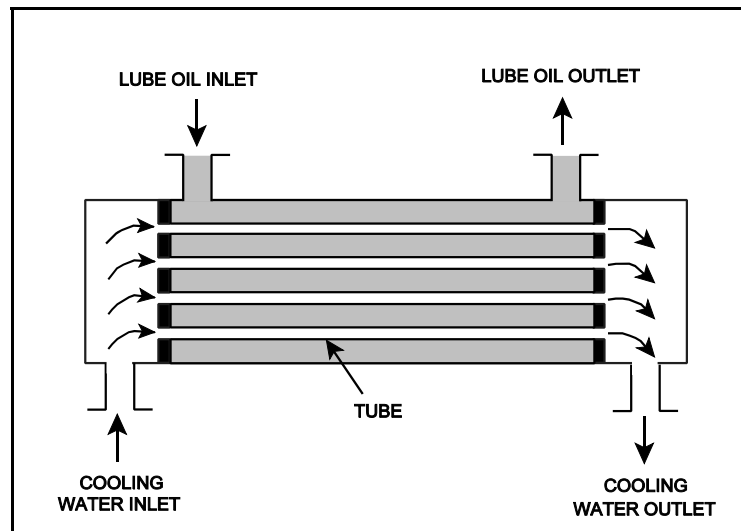 LUBE OIL INLET
LUBE OIL OUTLET
TUBE
COOLING
WATER INLET
COOLING
WATER OUTLET